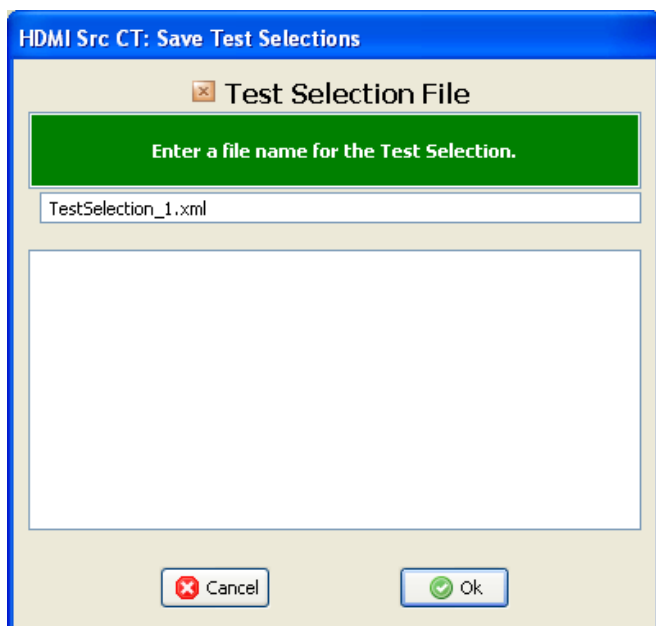 HDMI Src CT: Save Test Selections
Test Selection File
Enter a file name for the Test Selection.
TestSelection_1.xml
Cancel
Ok